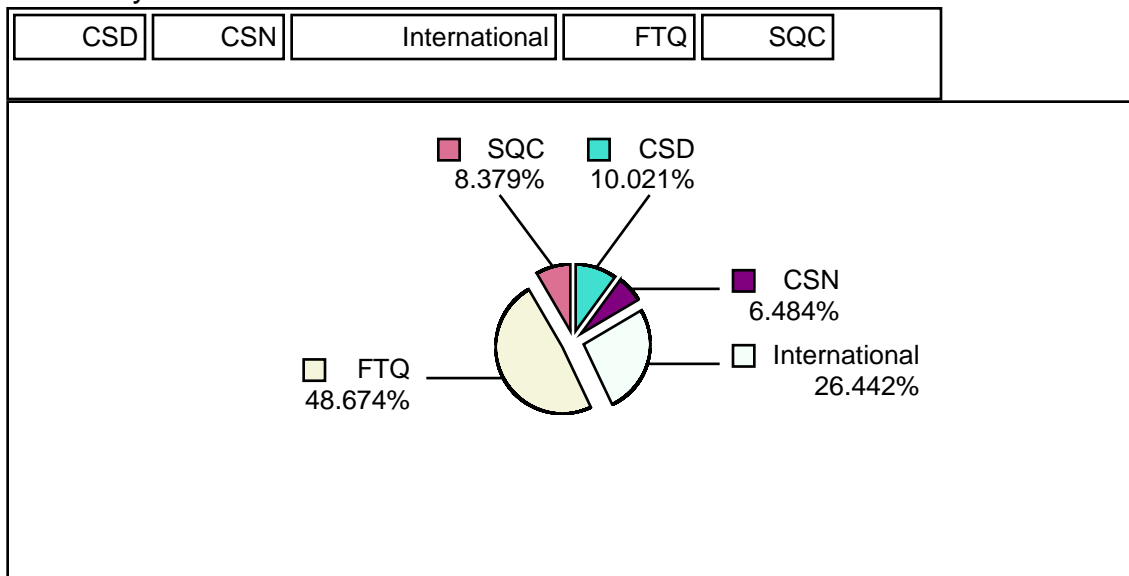 CSD CSN International FTQ SQC
SQC
8.379%
CSD
10.021%
CSN
6.484%
International
26.442%
FTQ
48.674%